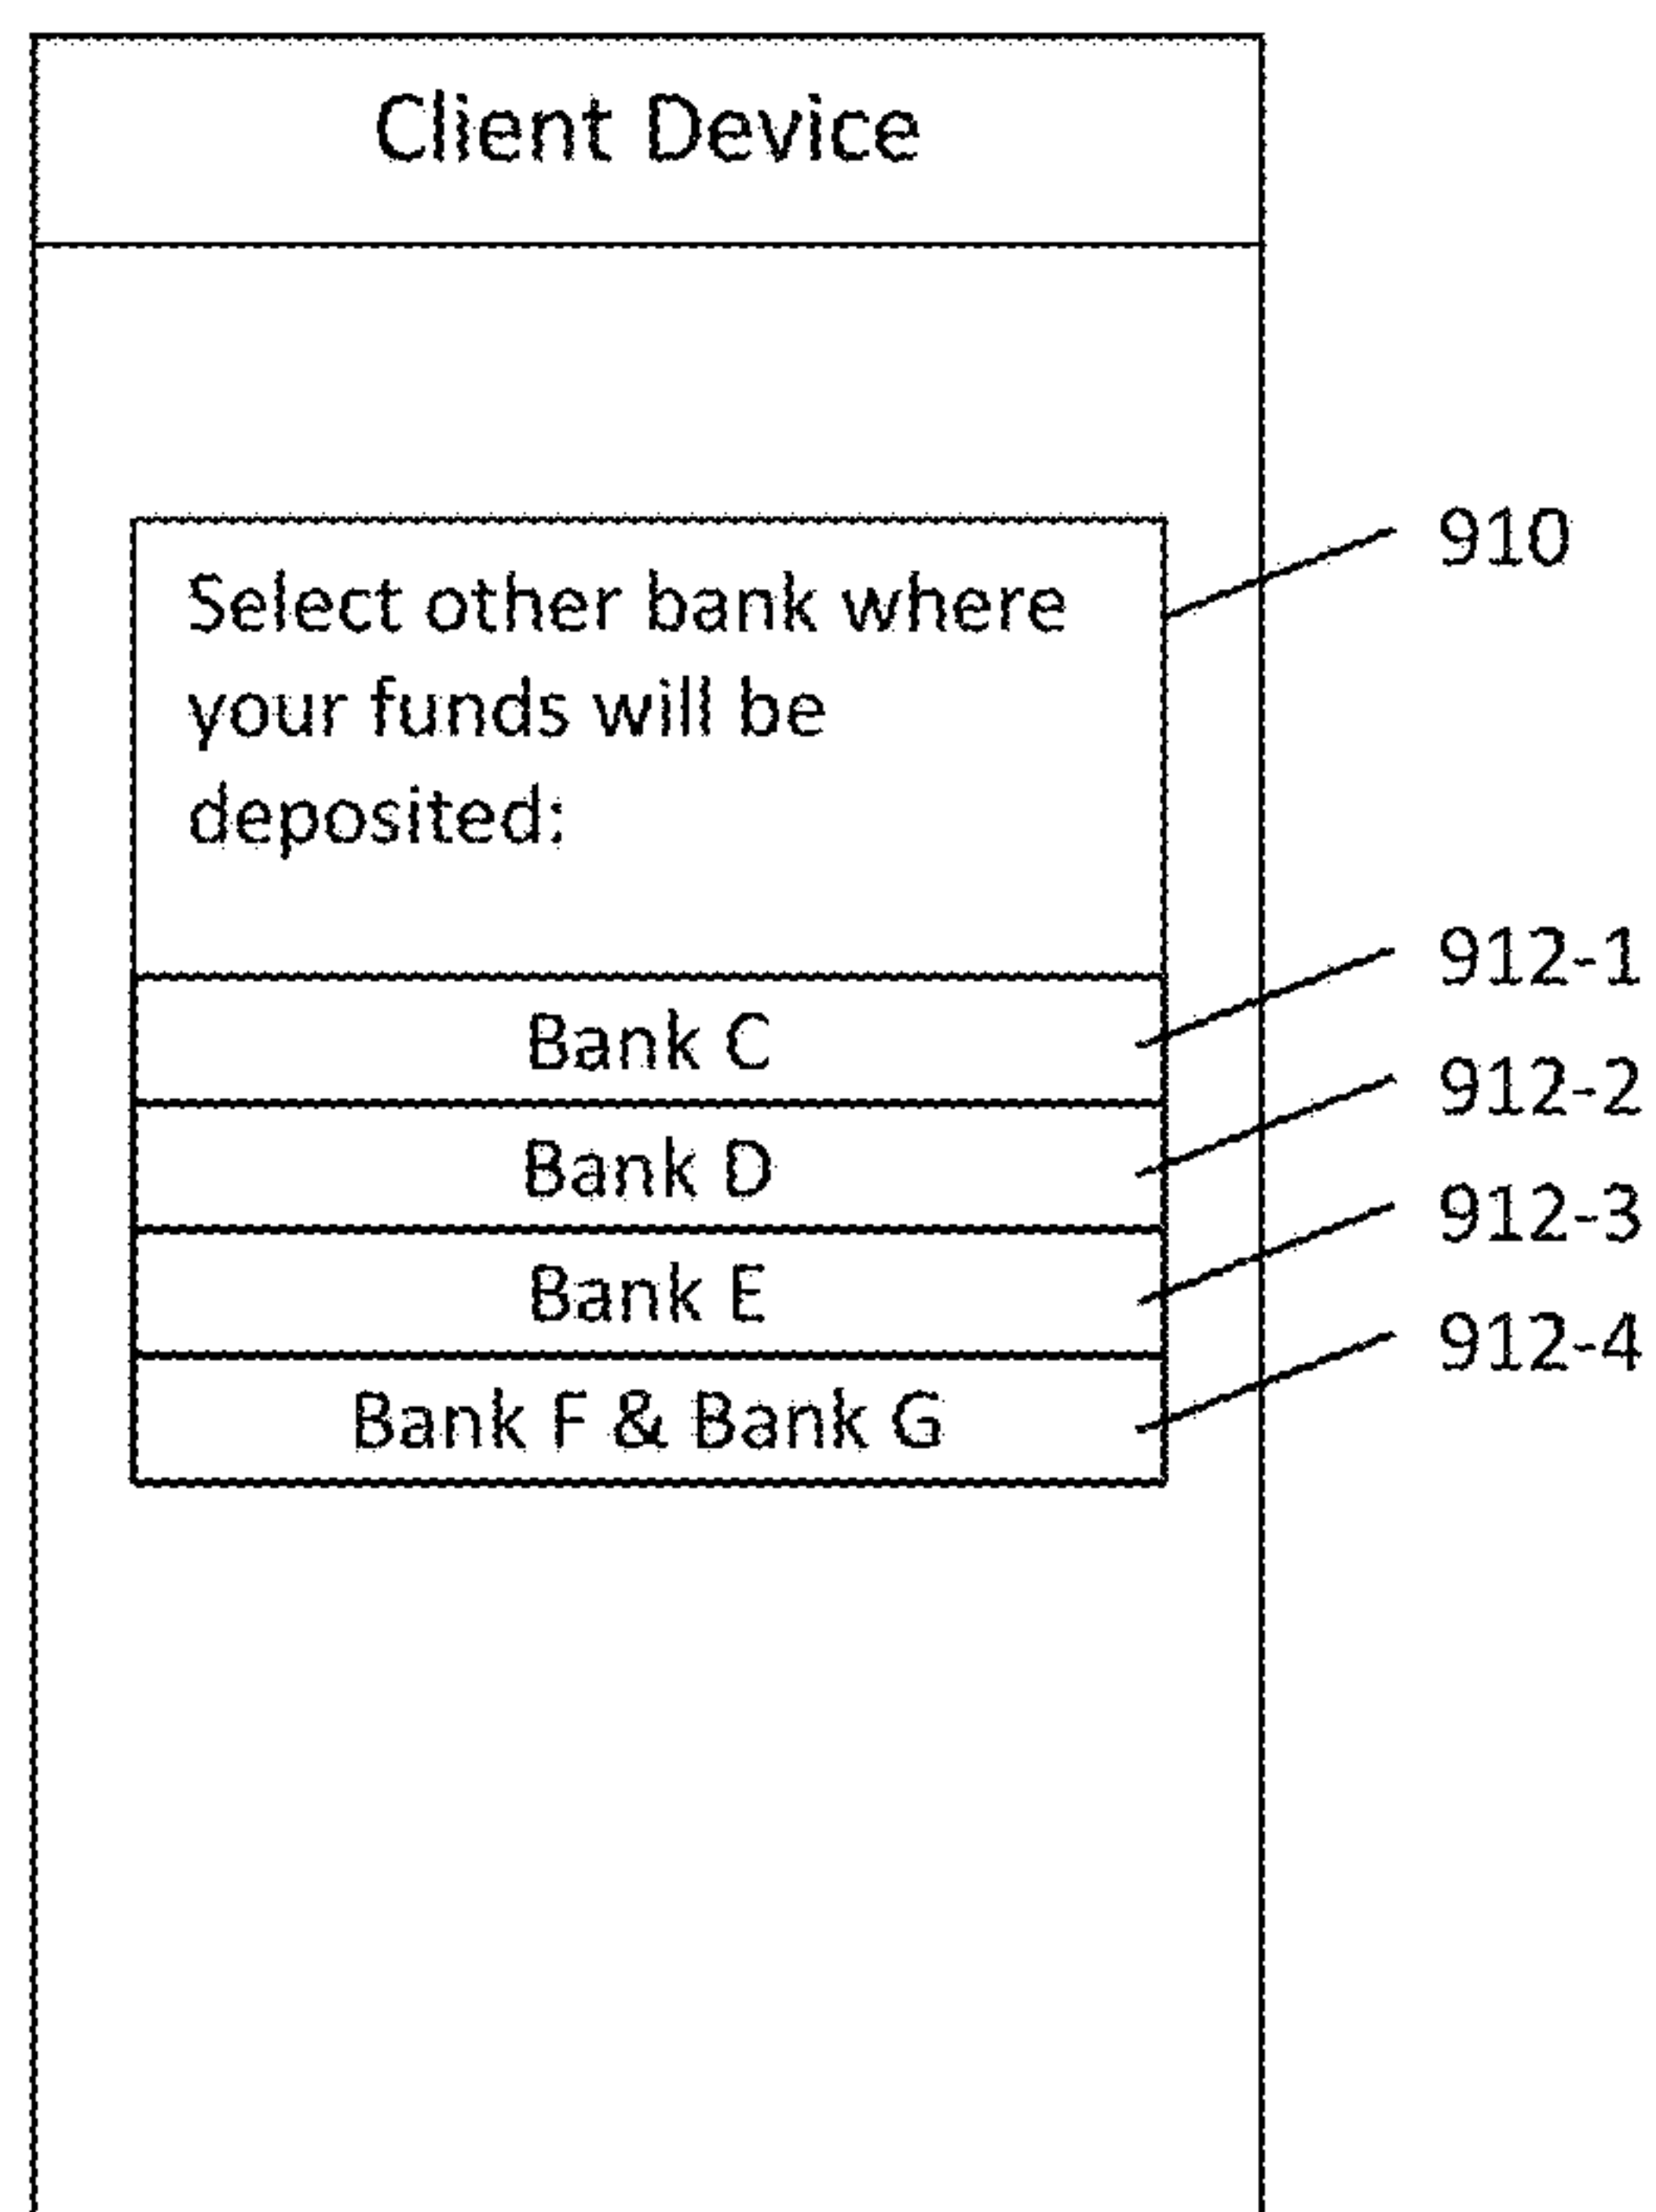 Client Device
910
Select other bank where
your funds will be
deposited:
912-1
Bank C
912-2
Bank D
912-3
Bank E
912-4
Bank F & Bank G